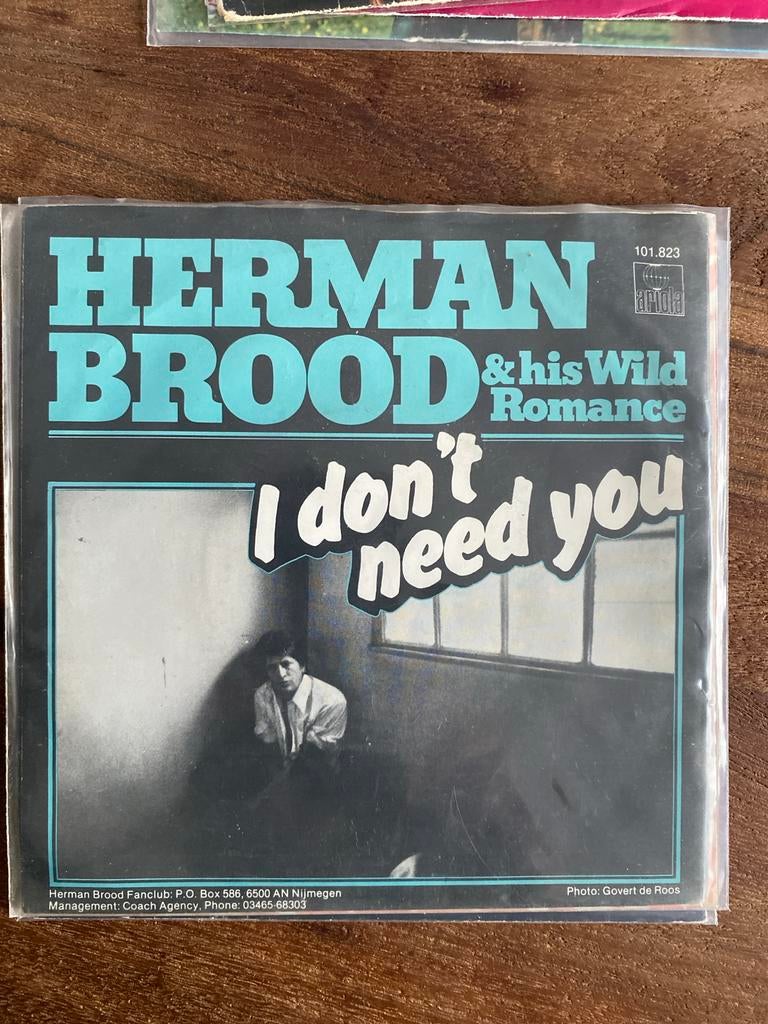 101.823
ariola
HERMAN
BROOD & his Wild
Romance
I don't
need you
Herman Brood Fanclub: P.O. Box 586, 6500 AN Nijmegen
Management: Coach Agency, Phone: 03465-68303
Photo: Govert de Roos